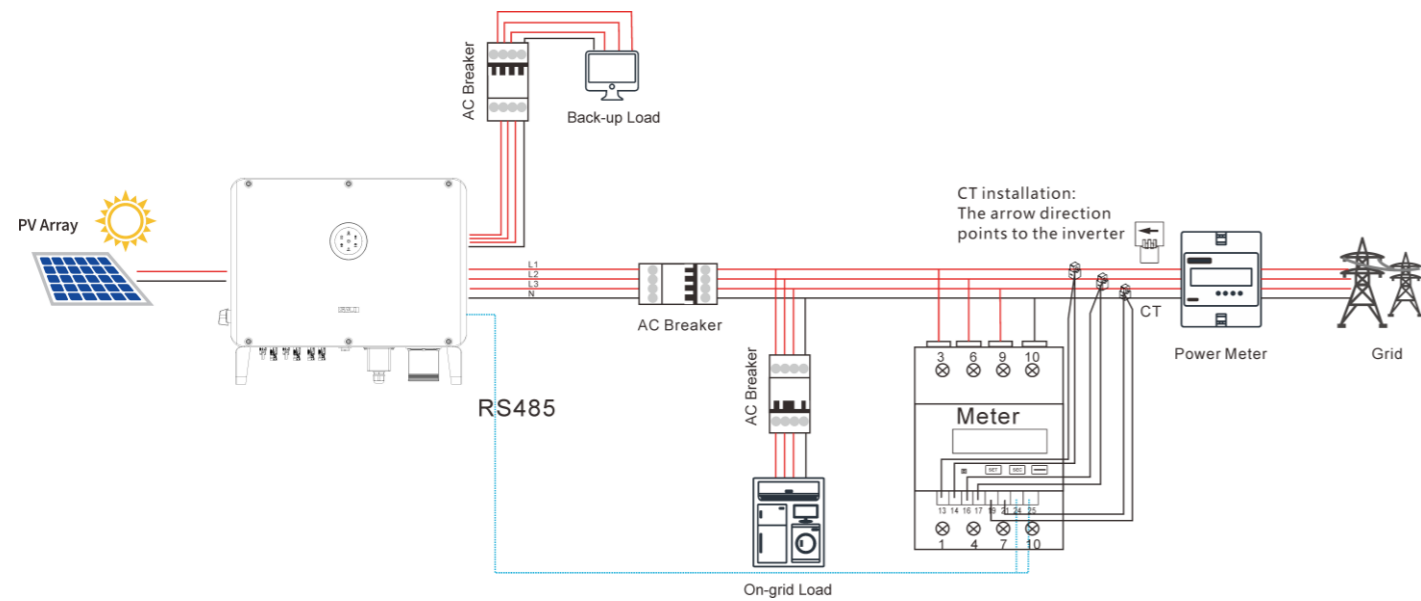 AC Breaker
Back-up Load
PV Array
CT installation:
The arrow direction
points to the inverter
L1
L2
L3
N
AC Breaker
CT
Power Meter
Grid
3 6 9 10
AC Breaker
RS485
Meter
SET
13 14 16 17 19 21 24 25
1 4 7 10
On-grid Load